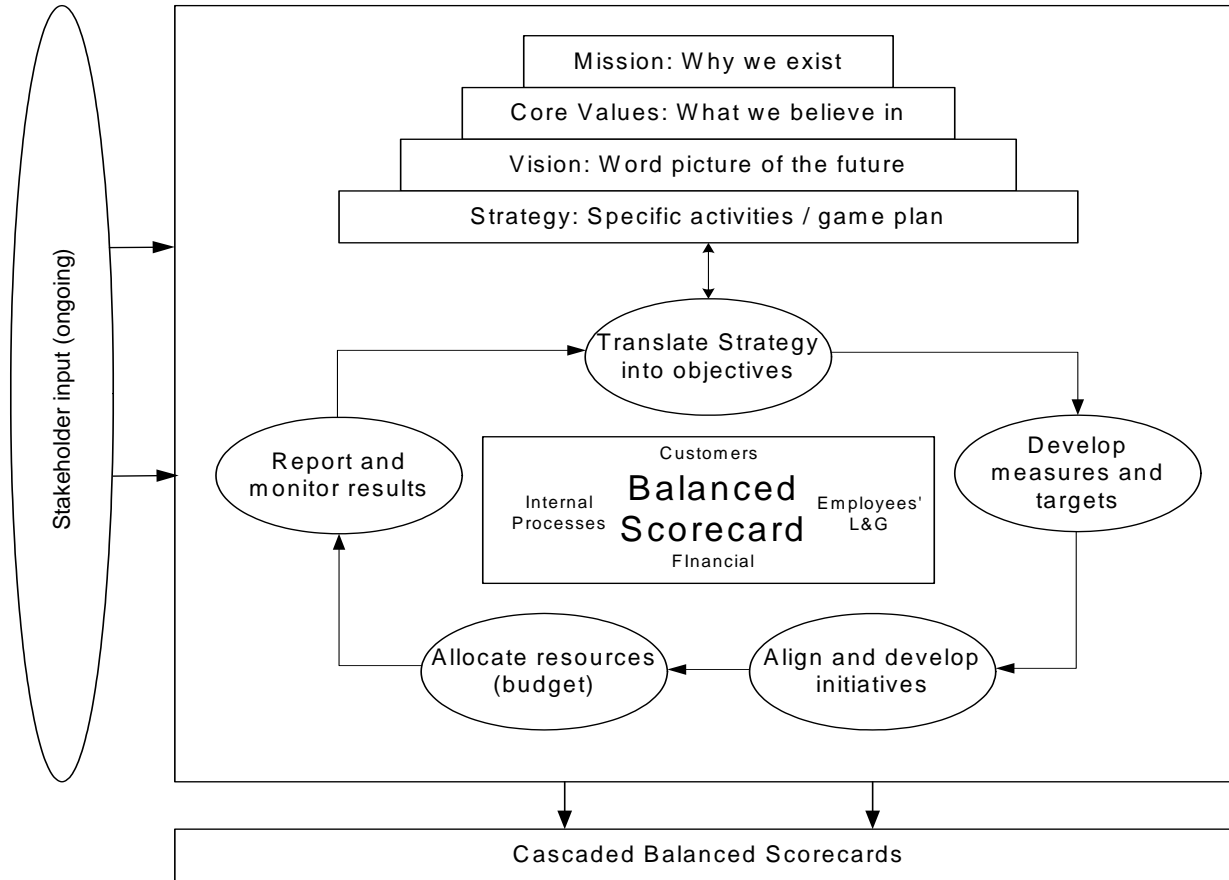 Stakeholder input (ongoing)
Mission: Why we exist
Core Values: What we believe in
Vision: Word picture of the future
Strategy: Specific activities / game plan
Translate Strategy
into objectives
Develop
measures and
targets
Align and develop
initiatives
Allocate resources
(budget)
Report and
monitor results
Customers
Internal
Processes
Balanced
Scorecard
Employees'
L&G
FInancial
Cascaded Balanced Scorecards